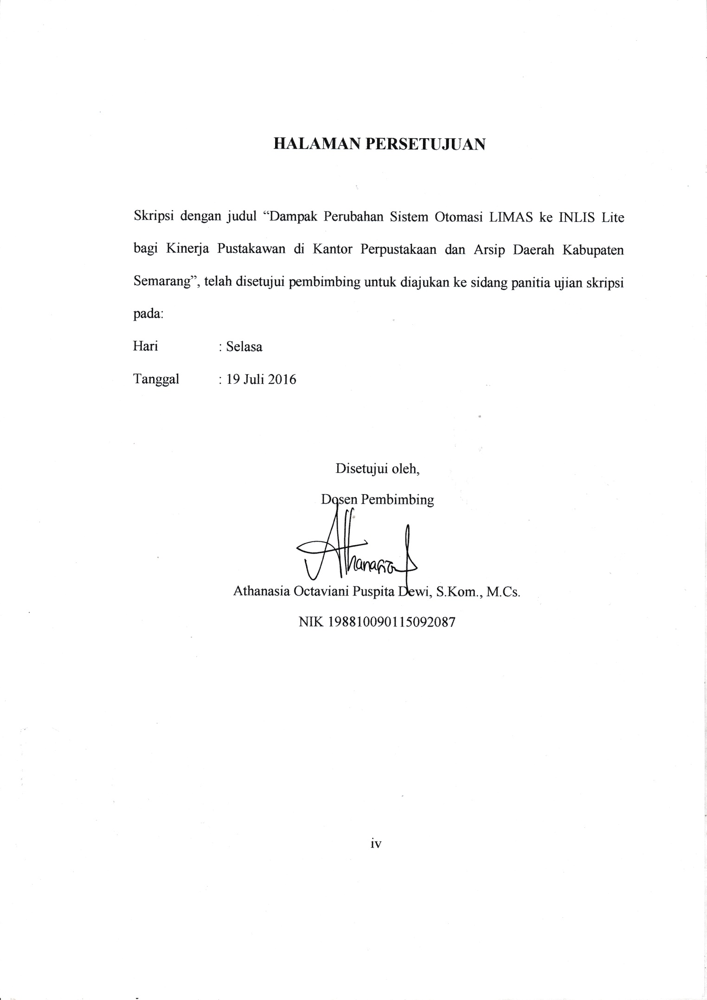 HALAMAN PERSETUJUAN
Skripsi dengan judul “Dampak Perubahan Sistem Otomasi LIMAS ke INLIS Lite
bagi Kinerja Pustakawan di Kantor Perpustakaan dan Arsip Daerah Kabupaten
Semarang”, telah disetujui pembimbing untuk diajukan ke sidang panitia ujian skripsi
pada:
Hari : Selasa
Tanggal : 19 Juli 2016
Disetujui oleh,
Dosen Pembimbing
Athanasia
Athanasia Octaviani Puspita Dewi, S.Kom., M.Cs.
NIK 198810090115092087
iv